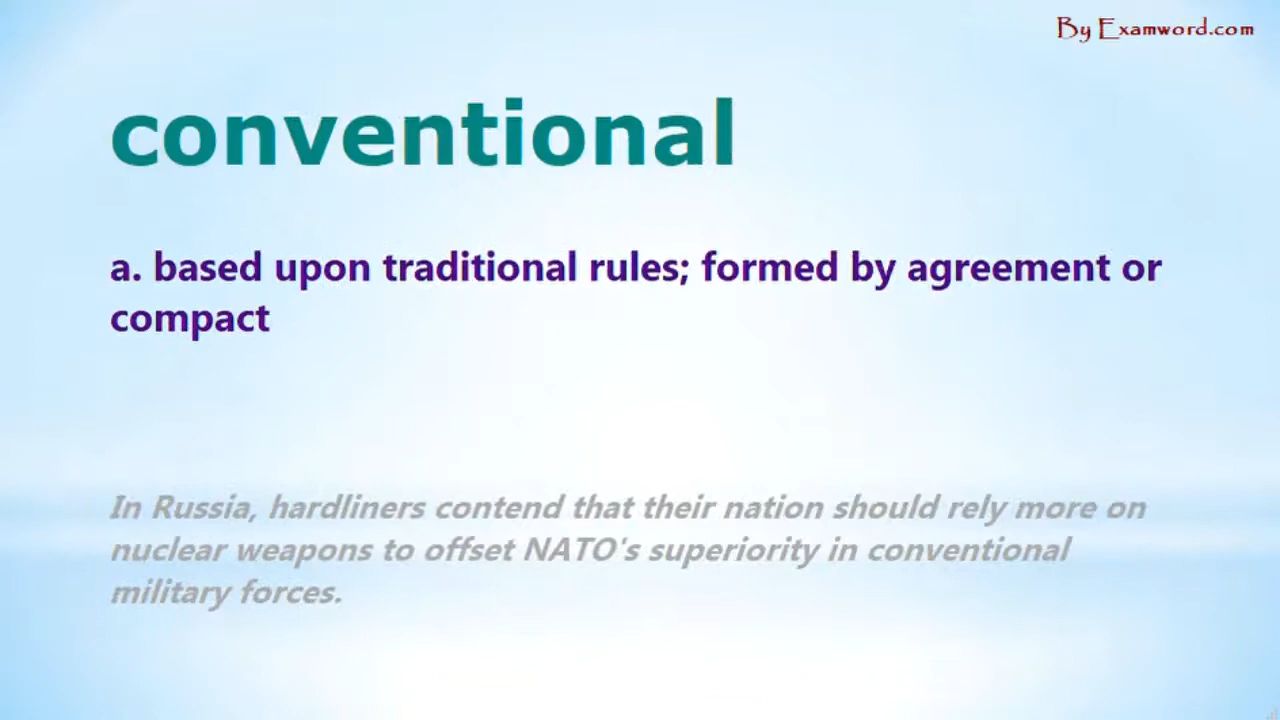 By Examword.com
conventional
a. based upon traditional rules; formed by agreement or
compact
In Russia, hardliners contend that their nation should rely more on
nuclear weapons to offset NATO's superiority in conventional
military forces.